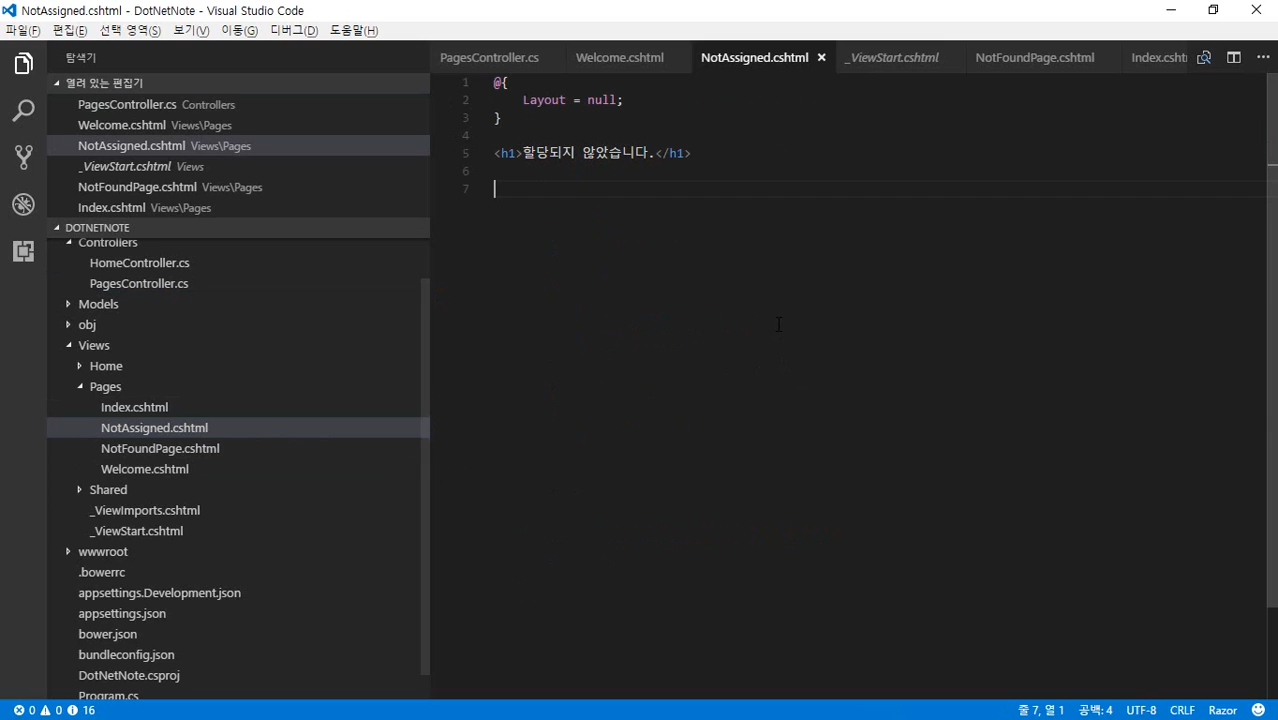 NotAssigned.cshtml - DotNetNote - Visual Studio Code
파일(F) 편집(E) 선택 영역(S) 보기(V) 이동(G) 디버그(D) 도움말(H)
탐색기
열려 있는 편집기
PagesController.cs Controllers
Welcome.cshtml Views\Pages
NotAssigned.cshtml Views\Pages
_ViewStart.cshtml Views
NotFoundPage.cshtml Views\Pages
Index.cshtml Views\Pages
DOTNETNOTE
Controllers
HomeController.cs
PagesController.cs
Models
obj
Views
Home
Pages
Index.cshtml
NotAssigned.cshtml
NotFoundPage.cshtml
Welcome.cshtml
Shared
_ViewImports.cshtml
_ViewStart.cshtml
wwwroot
.bowerrc
appsettings.Development.json
appsettings.json
bower.json
bundleconfig.json
DotNetNote.csproj
Program.cs
PagesController.cs Welcome.cshtml NotAssigned.cshtml _ViewStart.cshtml NotFoundPage.cshtml Index.cshtml
1 @{
2 Layout = null;
3 }
4
5 <h1>할당되지 않았습니다.</h1>
6
7
0 0 16 줄 7, 열 1 공백: 4 UTF-8 CRLF Razor